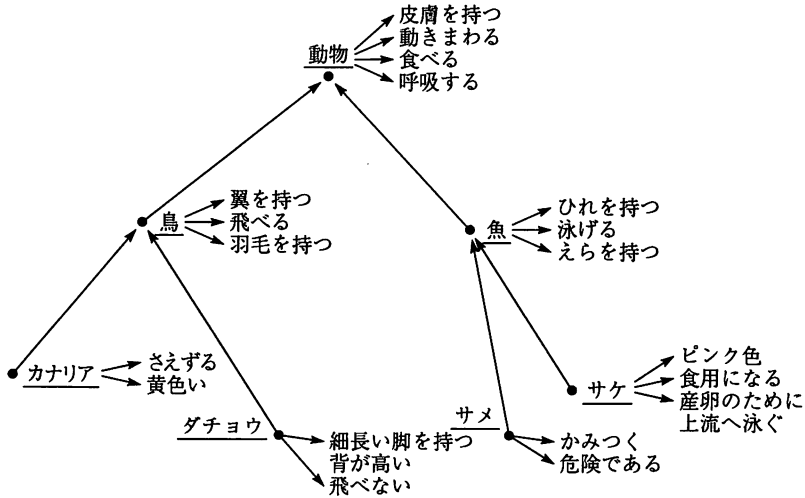 動物
皮膚を持つ
動きまわる
食べる
呼吸する
鳥
翼を持つ
飛べる
羽毛を持つ
魚
ひれを持つ
泳げる
えらを持つ
カナリア
さえずる
黄色い
ダチョウ
細長い脚を持つ
背が高い
飛べない
サメ
かみつく
危険である
サケ
ピンク色
食用になる
産卵のために
上流へ泳ぐ